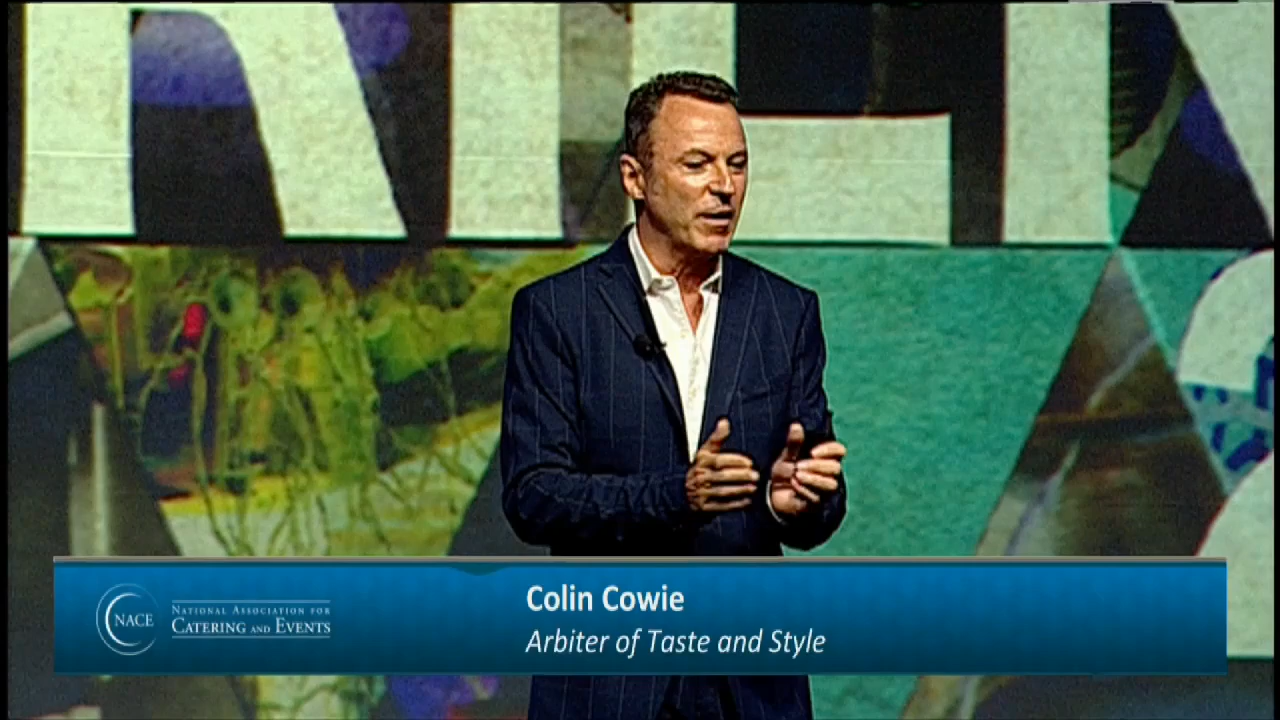 NACE
National Association for
Catering and Events
Colin Cowie
Arbiter of Taste and Style